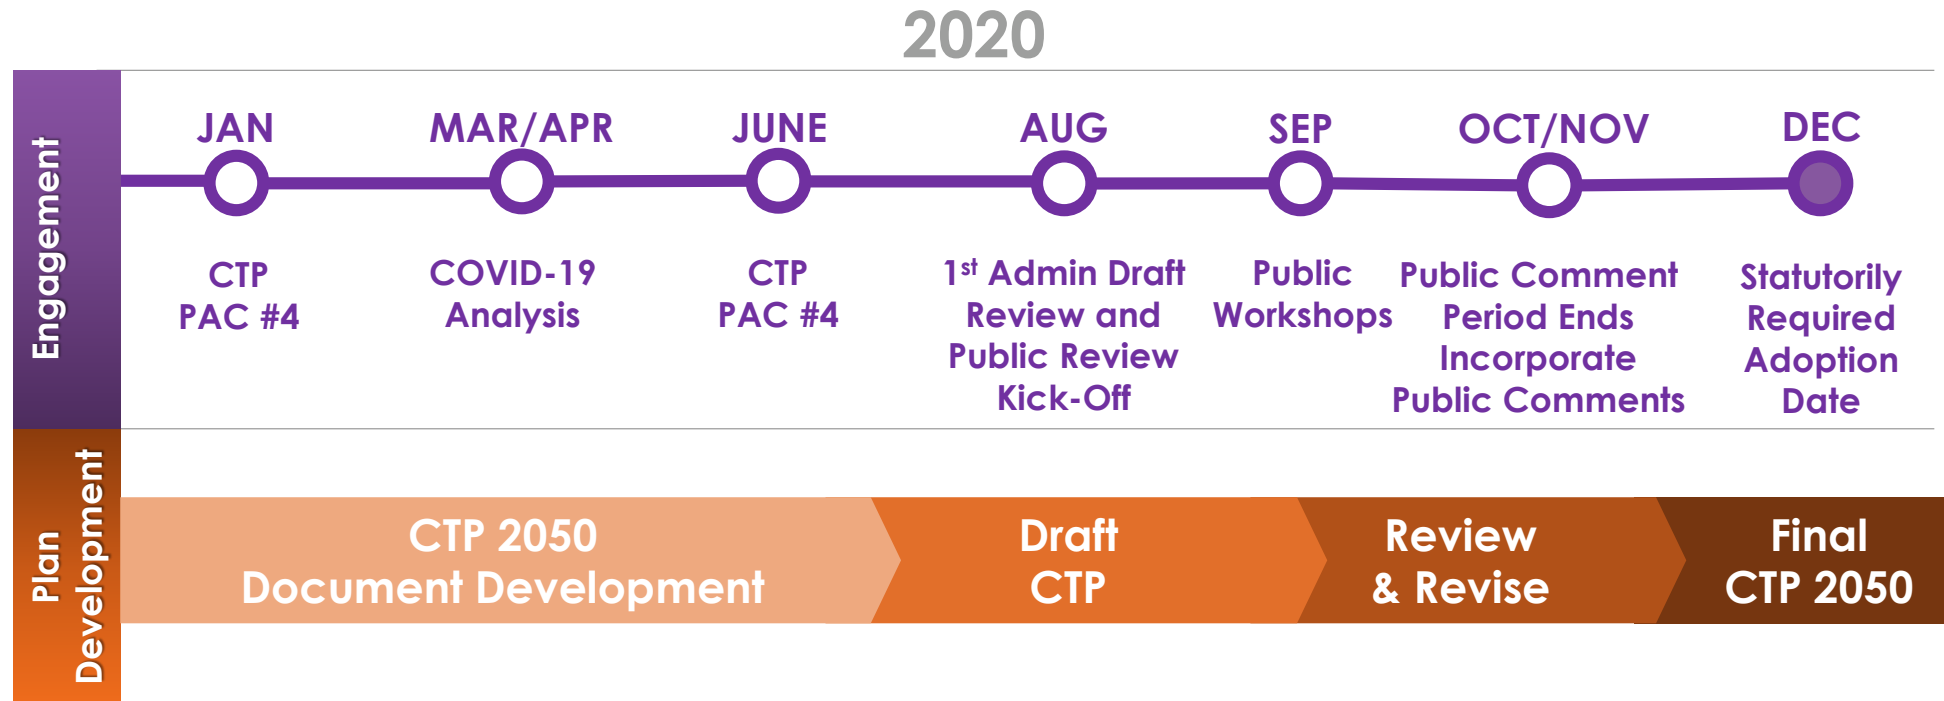 2020
Engagement
JAN
MAR/APR
JUNE
AUG
SEP
OCT/NOV
DEC
CTP
PAC #4
COVID-19
Analysis
CTP
PAC #4
1st Admin Draft
Review and
Public Review
Kick-Off
Public
Workshops
Public Comment
Period Ends
Incorporate
Public Comments
Statutorily
Required
Adoption
Date
Plan
Development
CTP 2050
Document Development
Draft
CTP
Review
& Revise
Final
CTP 2050